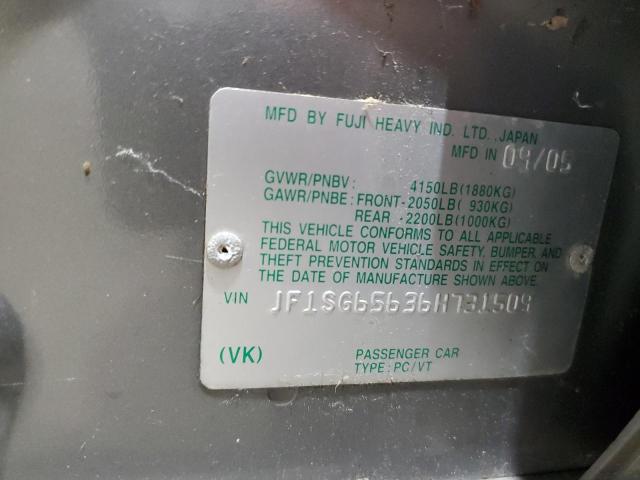 MFD BY FUJI HEAVY IND. LTD. JAPAN
MFD IN 09/05
GVWR/PNBV: 4150LB(1880KG)
GAWR/PNBE: FRONT-2050LB( 930KG)
REAR -2200LB(1000KG)
THIS VEHICLE CONFORMS TO ALL APPLICABLE
FEDERAL MOTOR VEHICLE SAFETY, BUMPER, AND
THEFT PREVENTION STANDARDS IN EFFECT ON
THE DATE OF MANUFACTURE SHOWN ABOVE.
VIN JF1SG65636H731509
(VK) PASSENGER CAR
TYPE: PC/VT